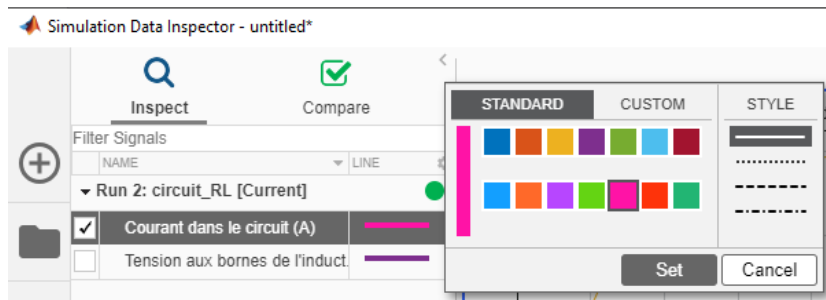 Simulation Data Inspector - untitled*
Inspect
Compare
Filter Signals
NAME
LINE
Run 2: circuit_RL [Current]
Courant dans le circuit (A)
Tension aux bornes de l'induct.
STANDARD
CUSTOM
STYLE
Set
Cancel